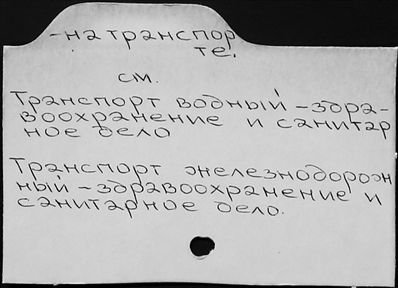 -на транспор
те.
см.
Транспорт водный -здра-
воохранение и санитар
ное дело
Транспорт железнодорож
ный -здравоохранение и
санитарное дело.